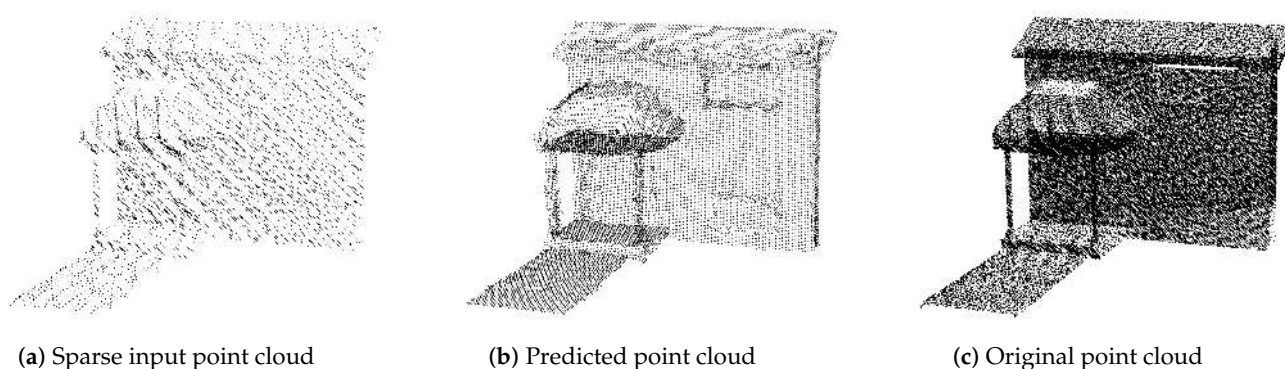 (a) Sparse input point cloud
(b) Predicted point cloud
(c) Original point cloud